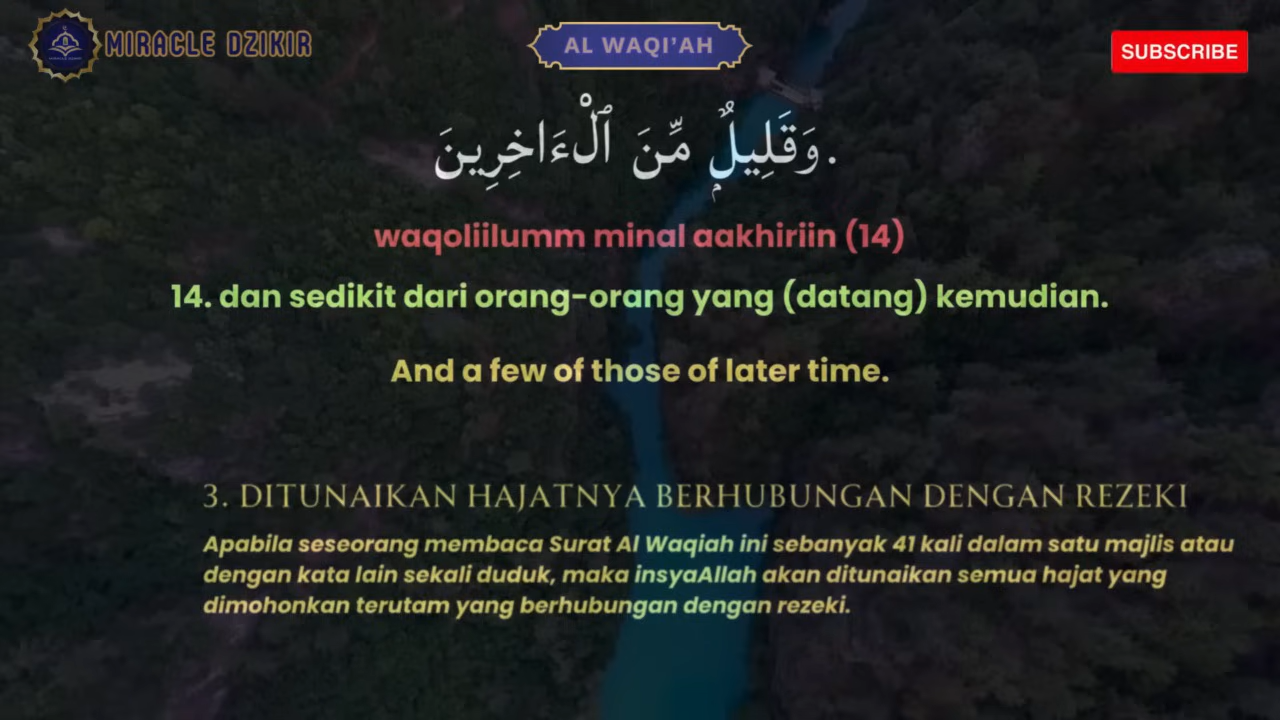 MIRACLE DZIKIR
AL WAQI'AH
SUBSCRIBE
وَقَلِيلٌۭ مِّنَ ٱلْءَاخِرِينَ.
waqoliilumm minal aakhiriin (14)
14. dan sedikit dari orang-orang yang (datang) kemudian.
And a few of those of later time.
3. DITUNAIKAN HAJATNYA BERHUBUNGAN DENGAN REZEKI
Apabila seseorang membaca Surat Al Waqiah ini sebanyak 41 kali dalam satu majlis atau
dengan kata lain sekali duduk, maka insyaAllah akan ditunaikan semua hajat yang
dimohonkan terutam yang berhubungan dengan rezeki.